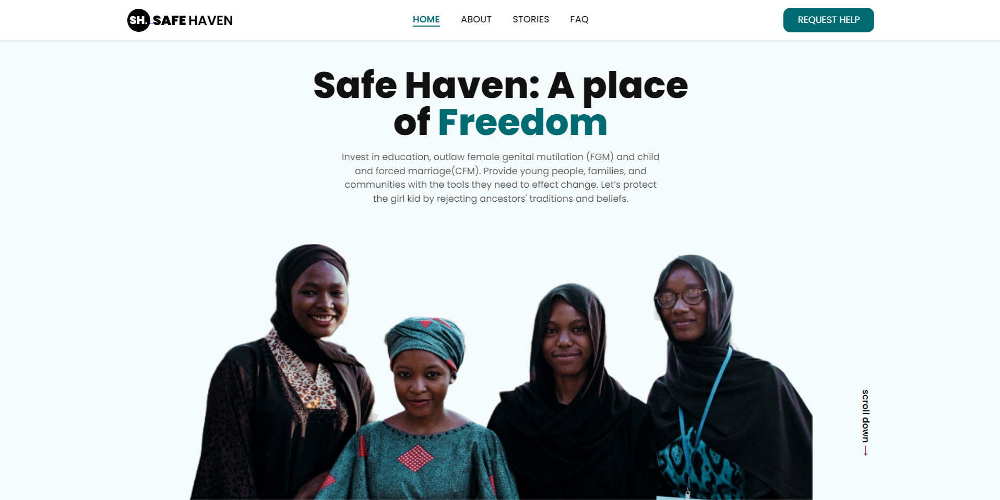 SH. SAFE HAVEN
HOME ABOUT STORIES FAQ
REQUEST HELP
Safe Haven: A place
of Freedom
Invest in education, outlaw female genital mutilation (FGM) and child
and forced marriage(CFM). Provide young people, families, and
communities with the tools they need to effect change. Let’s protect
the girl kid by rejecting ancestors' traditions and beliefs.
scroll down →